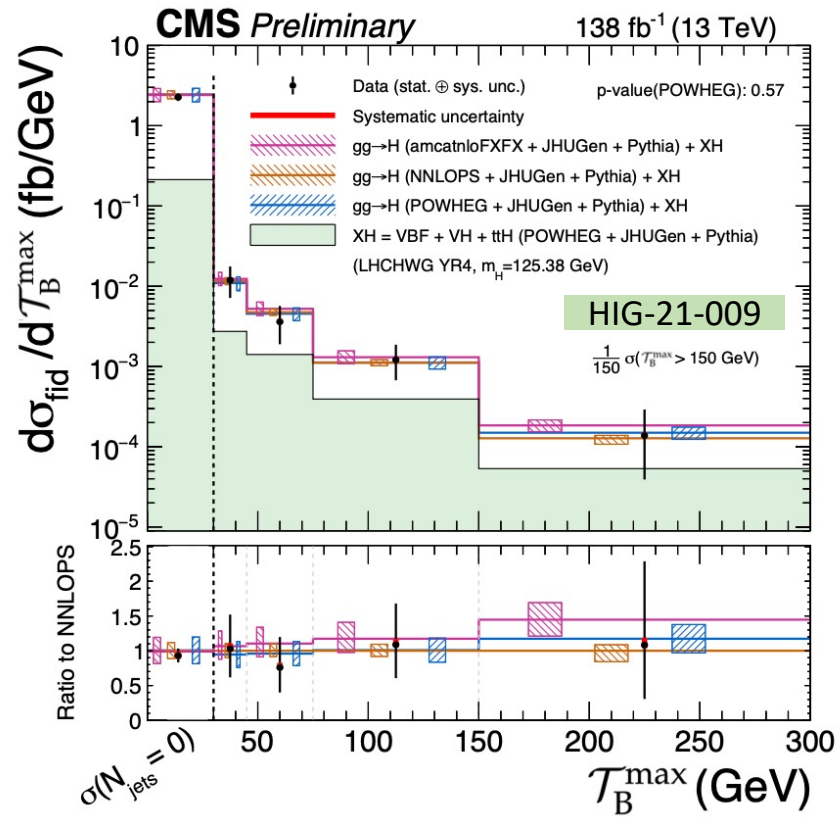 CMS Preliminary 138 fb⁻¹ (13 TeV)
dσ_fid/d𝒯_B^max (fb/GeV)
10
1
10⁻¹
10⁻²
10⁻³
10⁻⁴
10⁻⁵
Data (stat. ⊕ sys. unc.)
p-value(POWHEG): 0.57
Systematic uncertainty
gg→H (amcatnloFXFX + JHUGen + Pythia) + XH
gg→H (NNLOPS + JHUGen + Pythia) + XH
gg→H (POWHEG + JHUGen + Pythia) + XH
XH = VBF + VH + ttH (POWHEG + JHUGen + Pythia)
(LHCHWG YR4, m_H=125.38 GeV)
HIG-21-009
1/150 σ(𝒯_B^max > 150 GeV)
Ratio to NNLOPS
2.5
2
1.5
1
0.5
0
σ(N_jets = 0)
50 100 150 200 250 300
𝒯_B^max (GeV)